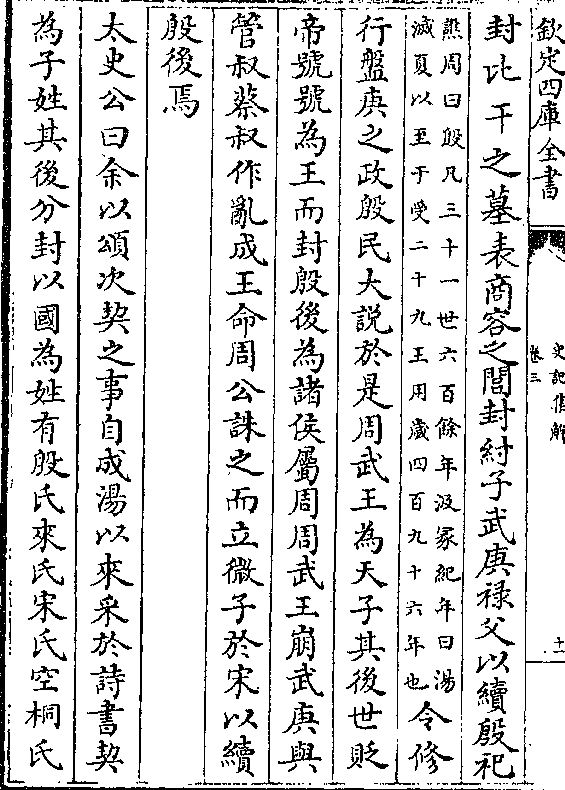 欽定四庫全書
史記集解
卷三
十一
封比干之墓表商容之閭封紂子武庚祿父以續殷祀
譙周曰殷凡三十一世六百餘年汲冢紀年曰湯
滅夏以至于受二十九王用歲四百九十六年也
令修
行盤庚之政殷民大說於是周武王為天子其後世貶
帝號號為王而封殷後為諸侯屬周周武王崩武庚與
管叔蔡叔作亂成王命周公誅之而立微子於宋以續
殷後焉
太史公曰余以頌次契之事自成湯以來采於詩書契
為子姓其後分封以國為姓有殷氏來氏宋氏空桐氏